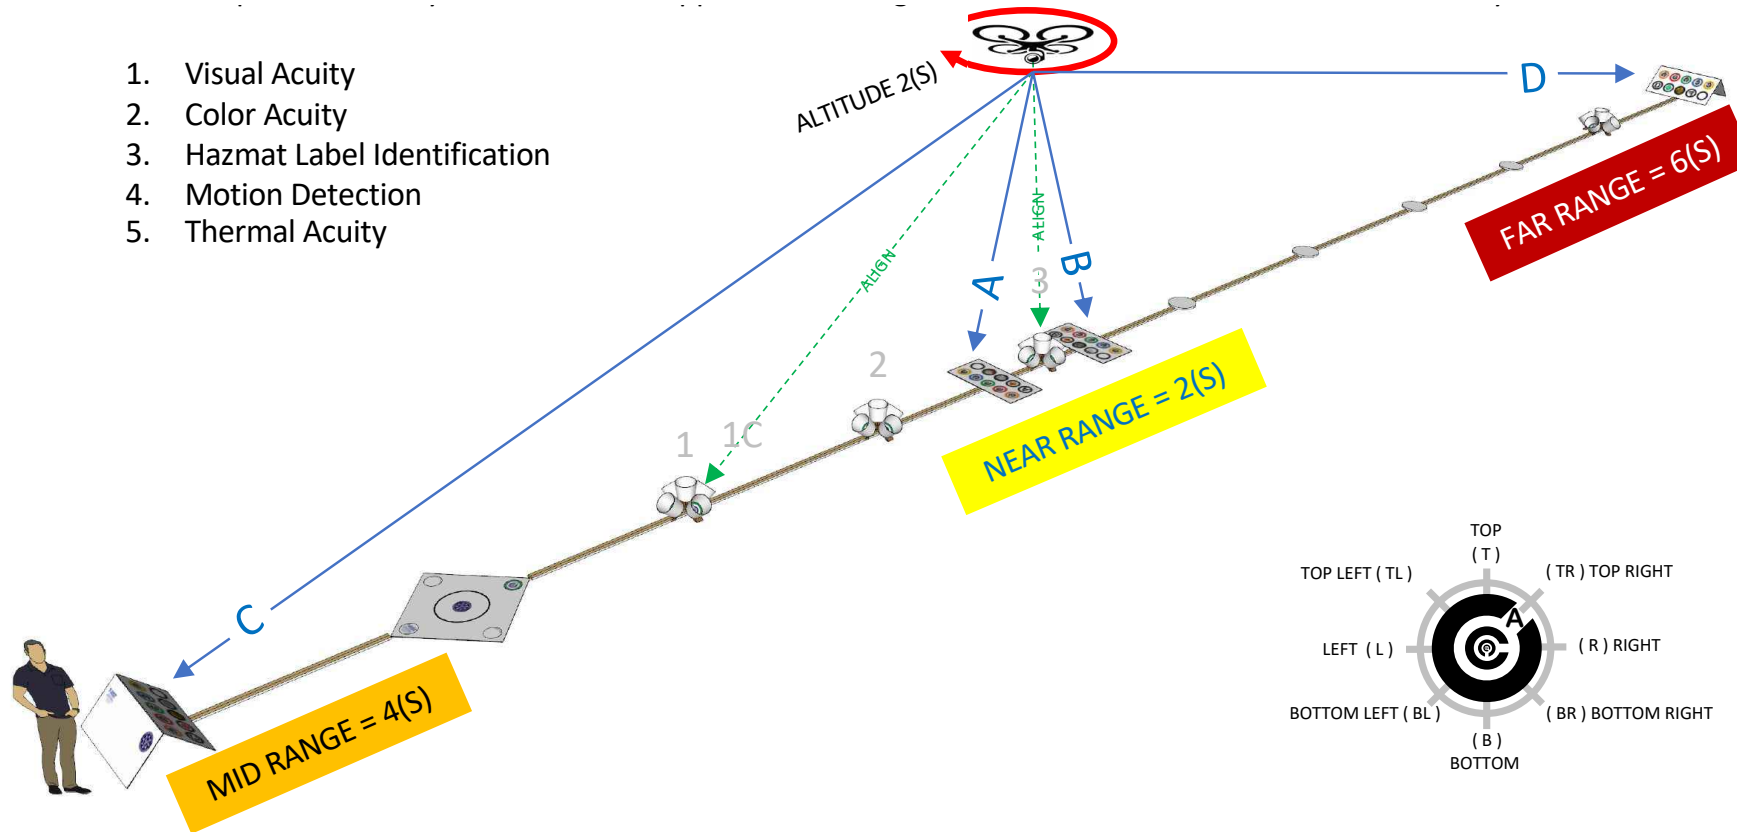 1. Visual Acuity
2. Color Acuity
3. Hazmat Label Identification
4. Motion Detection
5. Thermal Acuity
ALTITUDE 2(S)
D
FAR RANGE = 6(S)
ALIGN
ALIGN
A
3
B
2
NEAR RANGE = 2(S)
1
1C
C
MID RANGE = 4(S)
TOP
( T )
TOP LEFT ( TL )
( TR ) TOP RIGHT
A
LEFT ( L )
( R ) RIGHT
BOTTOM LEFT ( BL )
( BR ) BOTTOM RIGHT
( B )
BOTTOM